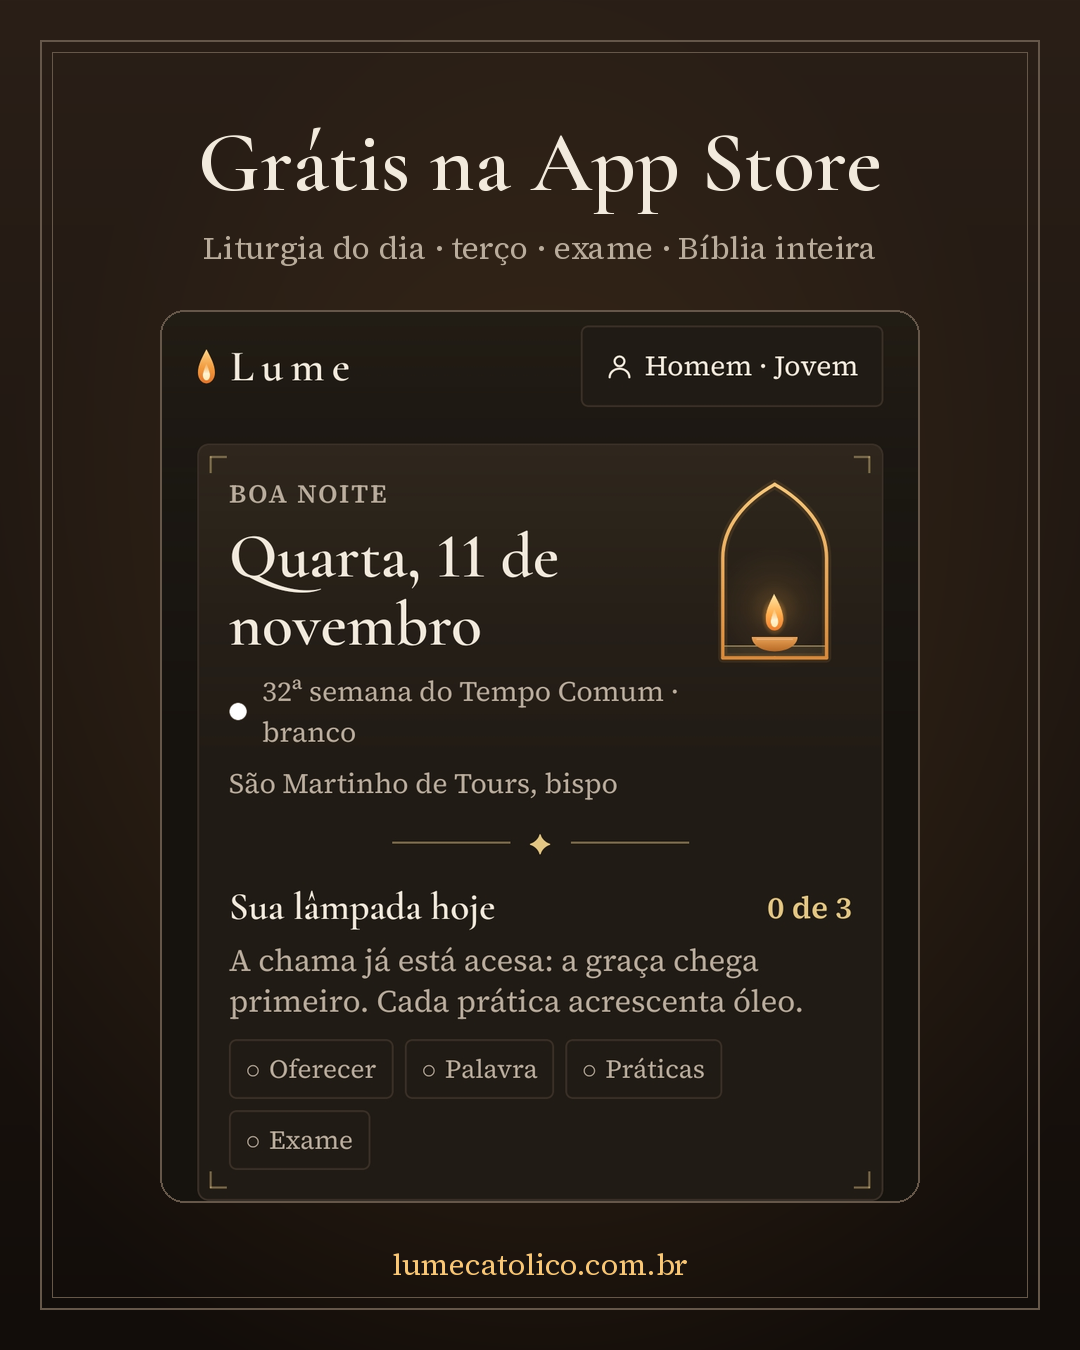 Grátis na App Store
Liturgia do dia · terço · exame · Bíblia inteira
Lume
Homem · Jovem
BOA NOITE
Quarta, 11 de
novembro
32ª semana do Tempo Comum ·
branco
São Martinho de Tours, bispo
Sua lâmpada hoje
0 de 3
A chama já está acesa: a graça chega
primeiro. Cada prática acrescenta óleo.
○ Oferecer
○ Palavra
○ Práticas
○ Exame
lumecatolico.com.br